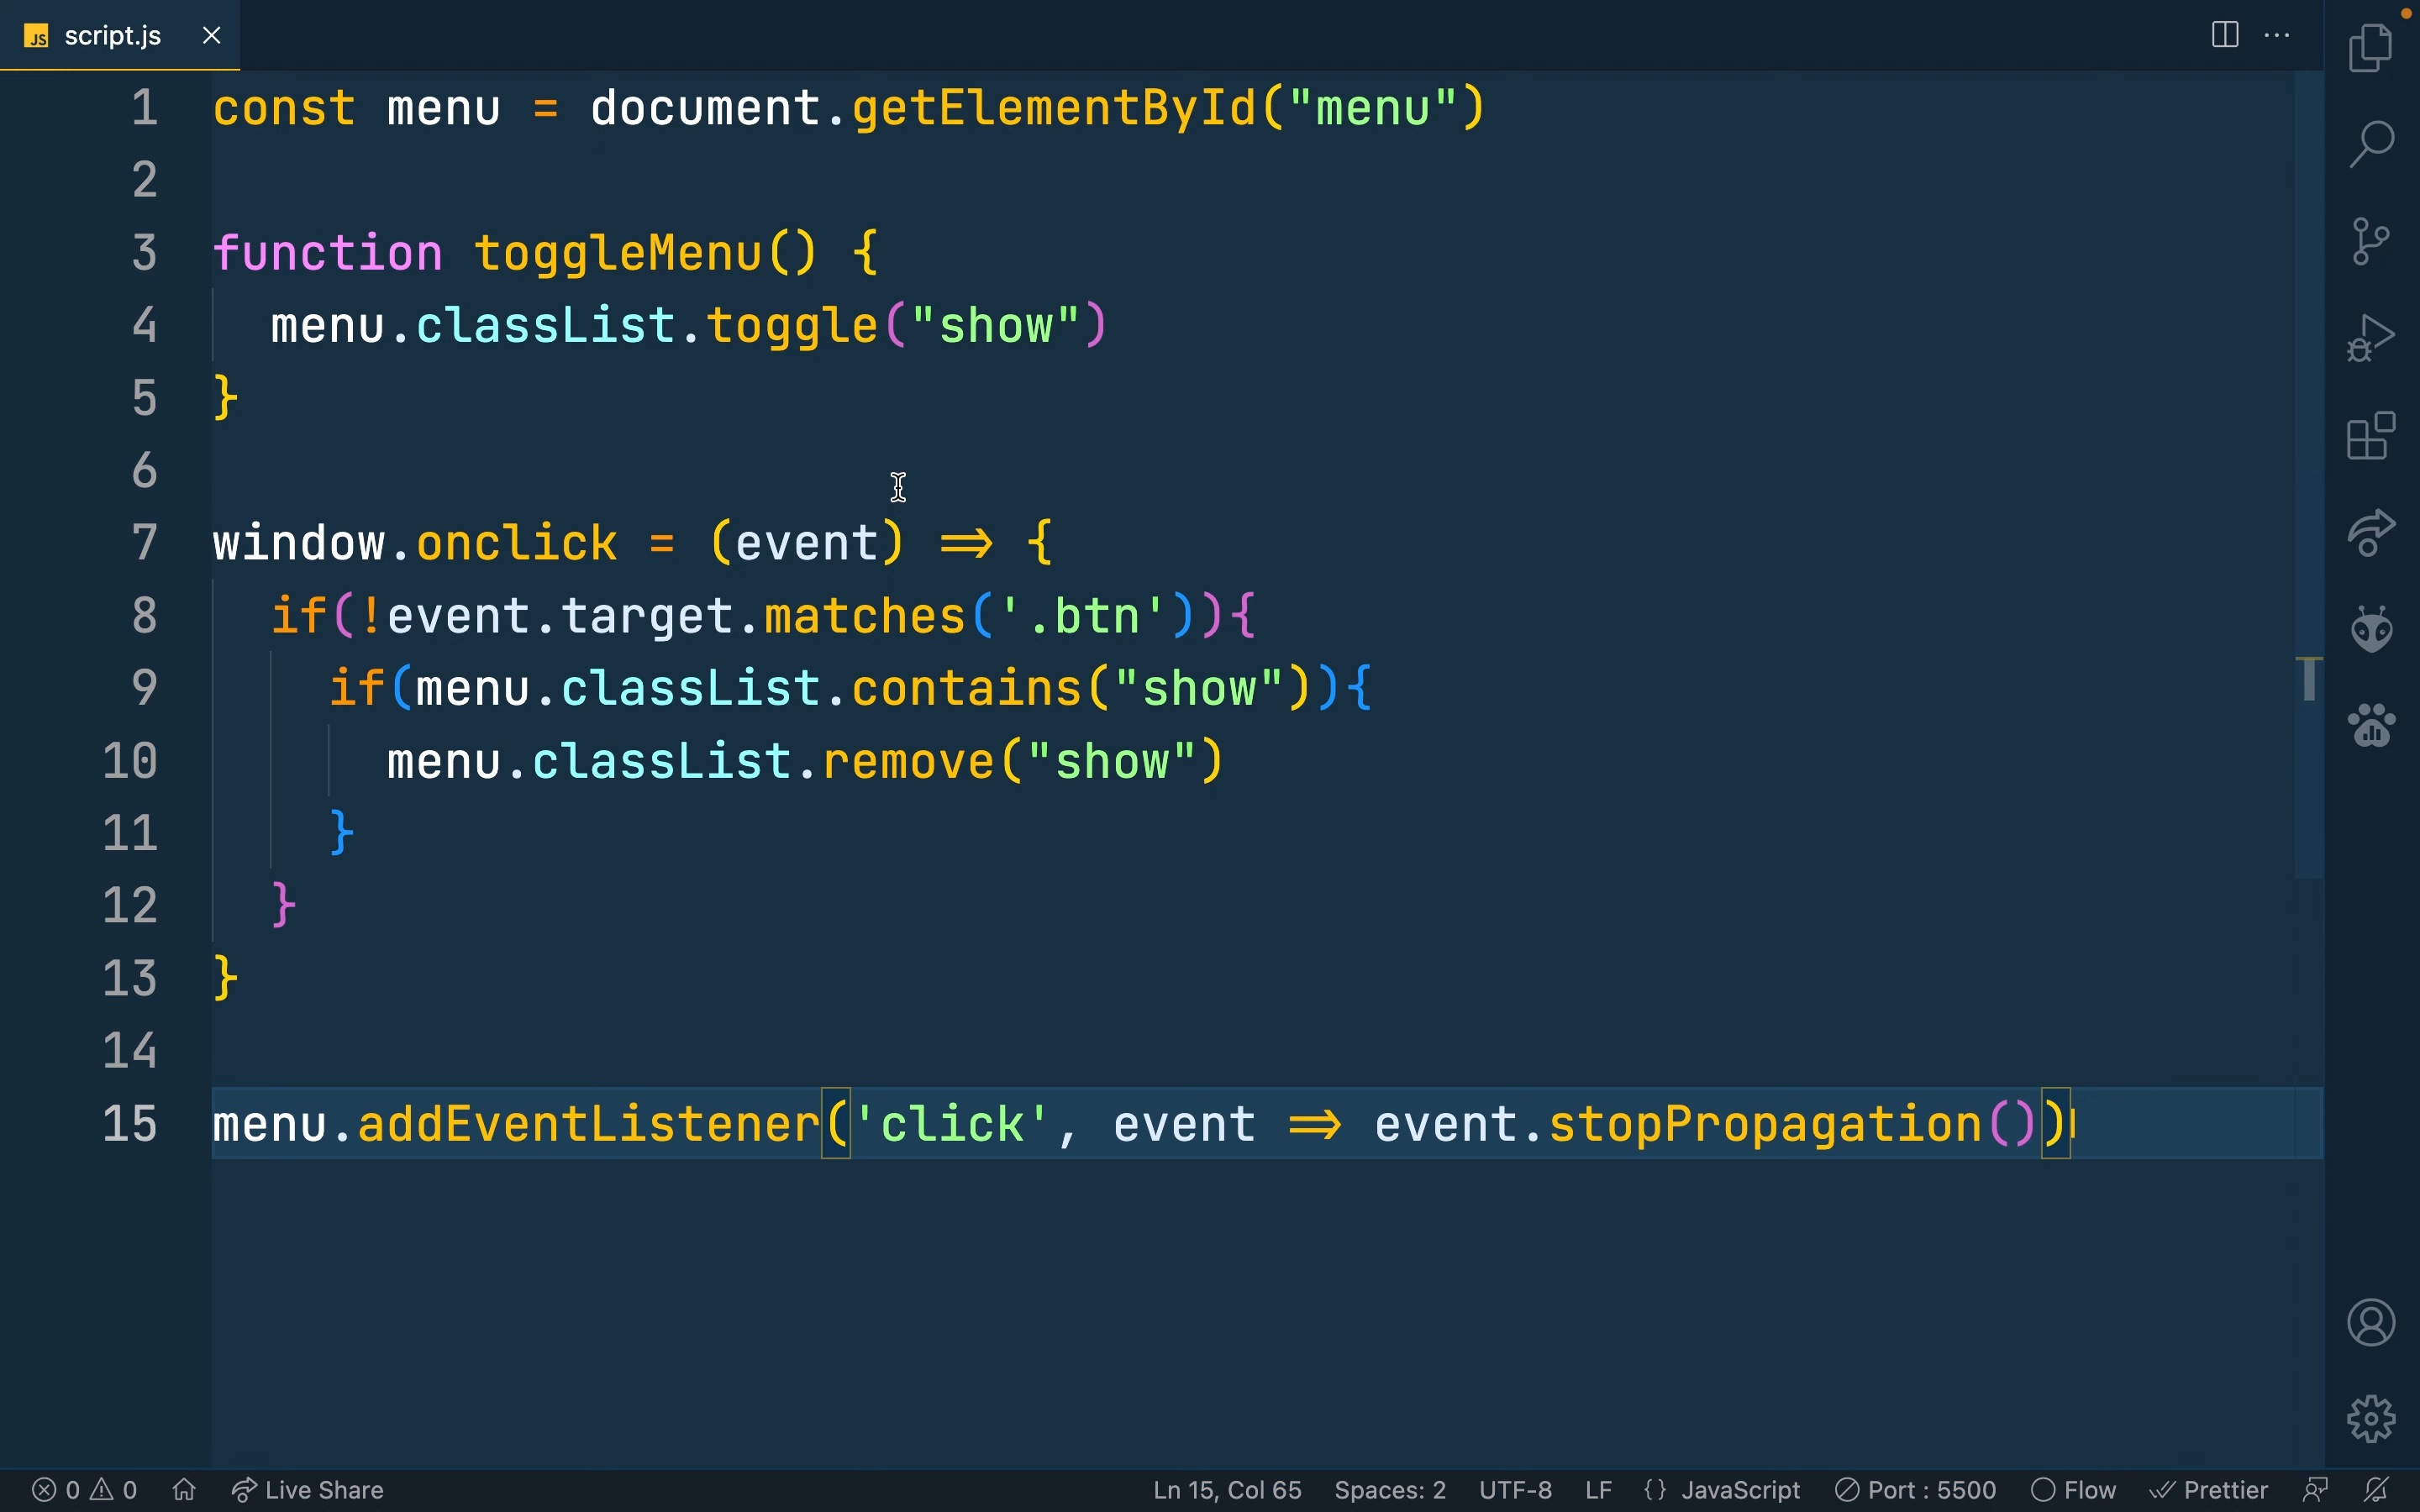 JS script.js
1 const menu = document.getElementById("menu")
2
3 function toggleMenu() {
4 menu.classList.toggle("show")
5 }
6
7 window.onclick = (event) => {
8 if(!event.target.matches('.btn')){
9 if(menu.classList.contains("show")){
10 menu.classList.remove("show")
11 }
12 }
13 }
14
15 menu.addEventListener('click', event => event.stopPropagation())
0 0 Live Share Ln 15, Col 65 Spaces: 2 UTF-8 LF {} JavaScript Port : 5500 Flow Prettier